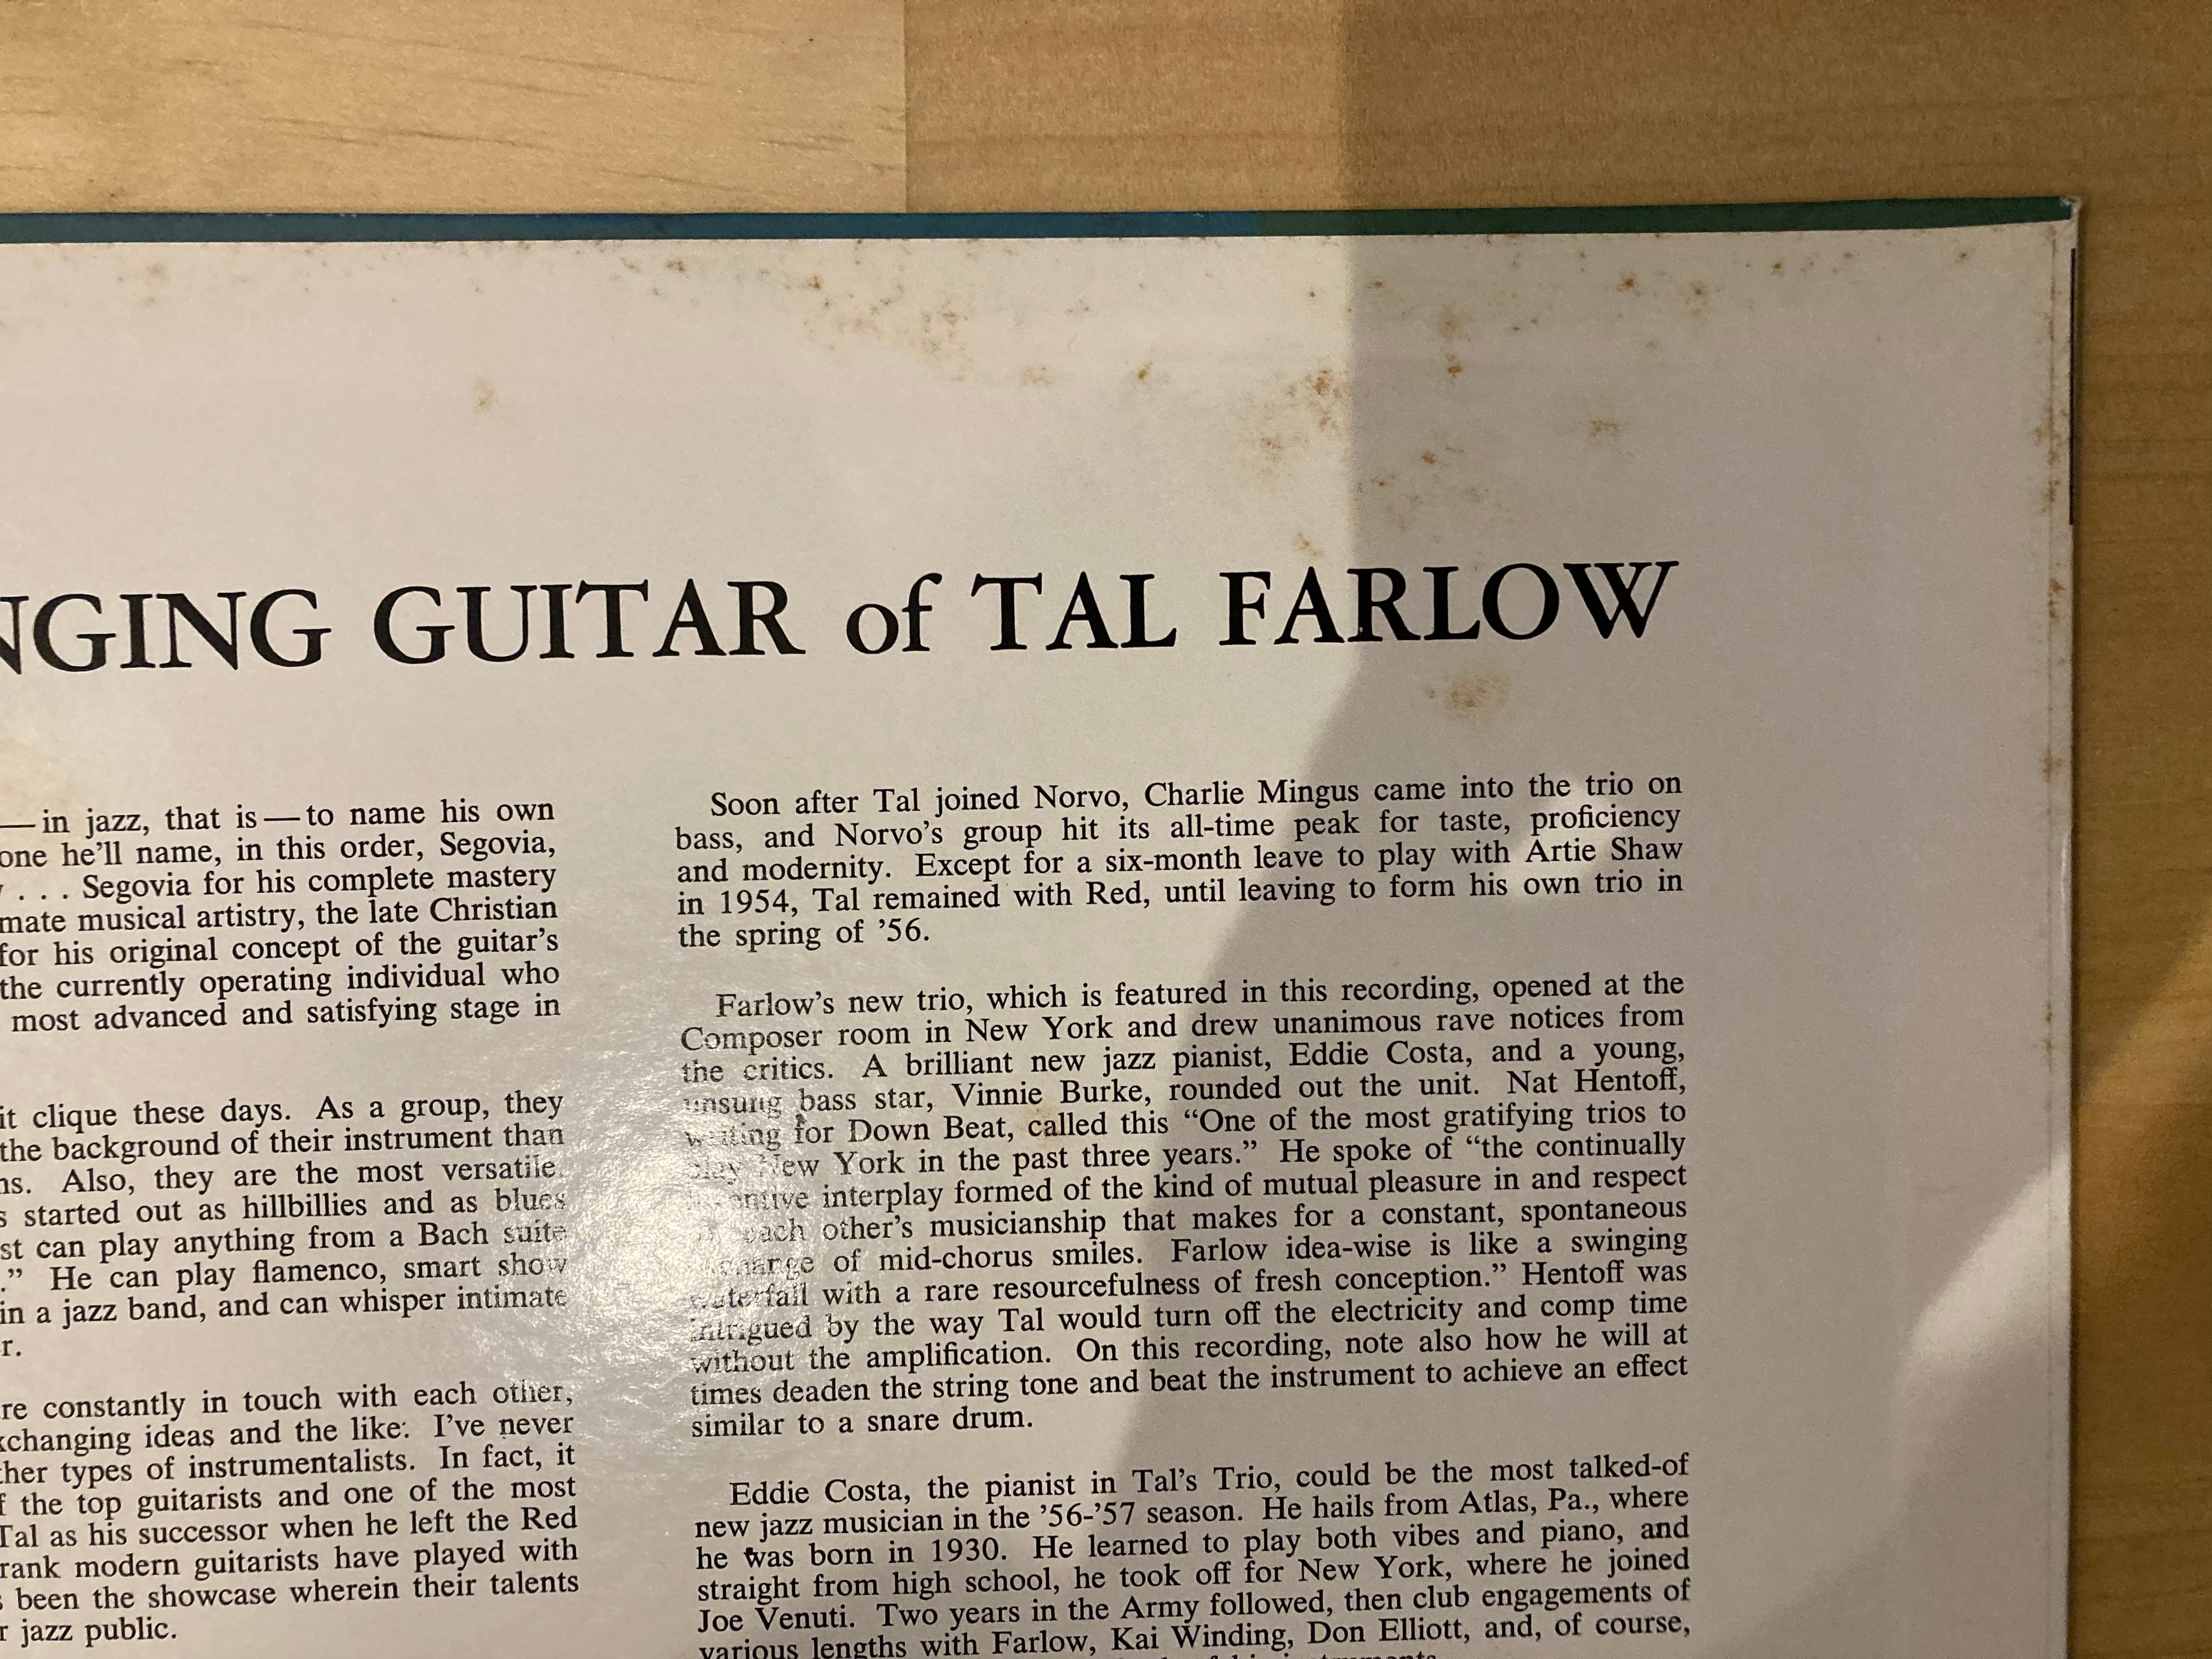 NGING GUITAR of TAL FARLOW
— in jazz, that is — to name his own
one he'll name, in this order, Segovia,
. . . Segovia for his complete mastery
mate musical artistry, the late Christian
for his original concept of the guitar's
the currently operating individual who
most advanced and satisfying stage in
it clique these days. As a group, they
the background of their instrument than
ns. Also, they are the most versatile.
s started out as hillbillies and as blues
st can play anything from a Bach suite
." He can play flamenco, smart show
in a jazz band, and can whisper intimate
r.
re constantly in touch with each other,
xchanging ideas and the like. I've never
ther types of instrumentalists. In fact, it
f the top guitarists and one of the most
Tal as his successor when he left the Red
rank modern guitarists have played with
s been the showcase wherein their talents
r jazz public.
Soon after Tal joined Norvo, Charlie Mingus came into the trio on
bass, and Norvo's group hit its all-time peak for taste, proficiency
and modernity. Except for a six-month leave to play with Artie Shaw
in 1954, Tal remained with Red, until leaving to form his own trio in
the spring of '56.
Farlow's new trio, which is featured in this recording, opened at the
Composer room in New York and drew unanimous rave notices from
the critics. A brilliant new jazz pianist, Eddie Costa, and a young,
unsung bass star, Vinnie Burke, rounded out the unit. Nat Hentoff,
writing for Down Beat, called this "One of the most gratifying trios to
play New York in the past three years." He spoke of "the continually
inventive interplay formed of the kind of mutual pleasure in and respect
each other's musicianship that makes for a constant, spontaneous
exchange of mid-chorus smiles. Farlow idea-wise is like a swinging
waterfall with a rare resourcefulness of fresh conception." Hentoff was
intrigued by the way Tal would turn off the electricity and comp time
without the amplification. On this recording, note also how he will at
times deaden the string tone and beat the instrument to achieve an effect
similar to a snare drum.
Eddie Costa, the pianist in Tal's Trio, could be the most talked-of
new jazz musician in the '56-'57 season. He hails from Atlas, Pa., where
he was born in 1930. He learned to play both vibes and piano, and
straight from high school, he took off for New York, where he joined
Joe Venuti. Two years in the Army followed, then club engagements of
various lengths with Farlow, Kai Winding, Don Elliott, and, of course,